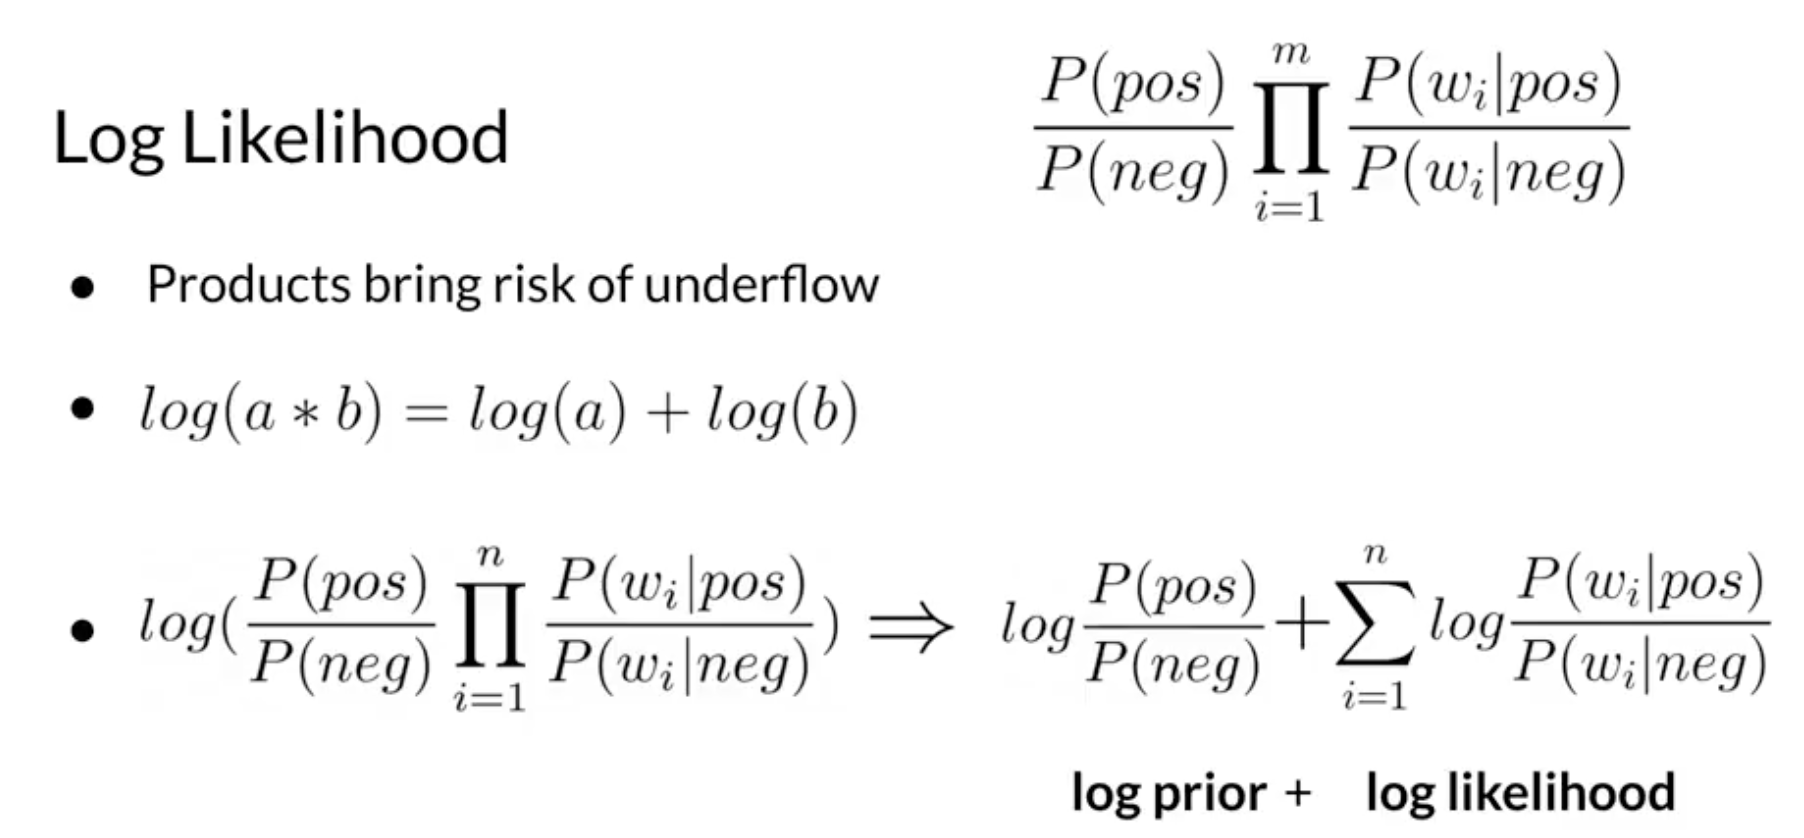 Log Likelihood
\frac{P(pos)}{P(neg)} \prod_{i=1}^{m} \frac{P(w_i|pos)}{P(w_i|neg)}
● Products bring risk of underflow
● log(a * b) = log(a) + log(b)
● log(\frac{P(pos)}{P(neg)} \prod_{i=1}^{n} \frac{P(w_i|pos)}{P(w_i|neg)}) ⇒ log\frac{P(pos)}{P(neg)} + \sum_{i=1}^{n} log\frac{P(w_i|pos)}{P(w_i|neg)}
log prior + log likelihood